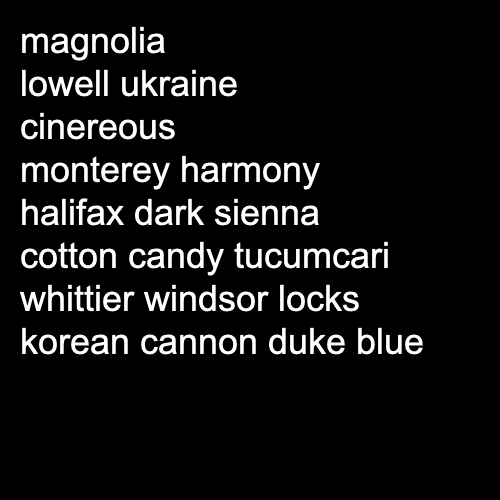 magnolia
lowell ukraine
cinereous
monterey harmony
halifax dark sienna
cotton candy tucumcari
whittier windsor locks
korean cannon duke blue